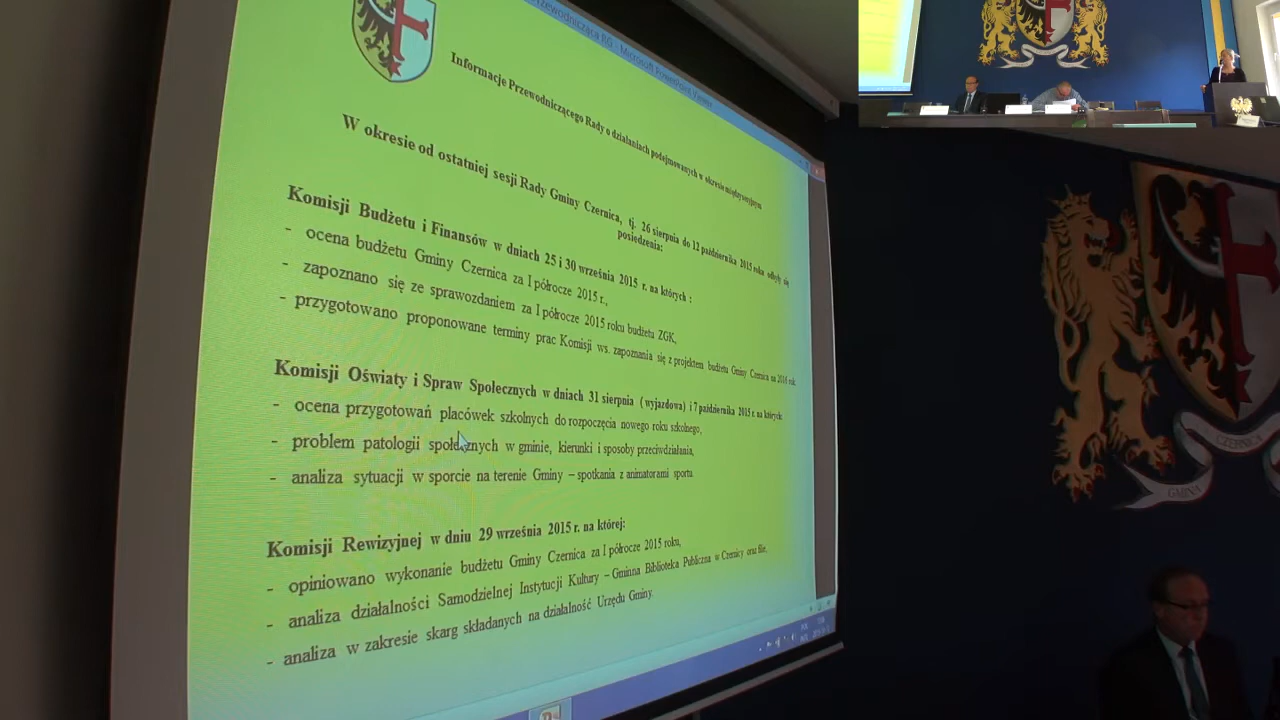 Przewodnicząca RG - Microsoft PowerPoint Viewer
Informacje Przewodniczącego Rady o działaniach podejmowanych w okresie międzysesyjnym
W okresie od ostatniej sesji Rady Gminy Czernica, tj. 26 sierpnia do 12 października 2015 roku odbyły się
posiedzenia:
Komisji Budżetu i Finansów w dniach 25 i 30 września 2015 r. na których :
- ocena budżetu Gminy Czernica za I półrocze 2015 r.,
- zapoznano się ze sprawozdaniem za I półrocze 2015 roku budżetu ZGK,
- przygotowano proponowane terminy prac Komisji ws. zapoznania się z projektem budżetu Gminy Czernica na 2016 rok
Komisji Oświaty i Spraw Społecznych w dniach 31 sierpnia ( wyjazdowa) i 7 października 2015 r. na których:
- ocena przygotowań placówek szkolnych do rozpoczęcia nowego roku szkolnego,
- problem patologii społecznych w gminie, kierunki i sposoby przeciwdziałania,
- analiza sytuacji w sporcie na terenie Gminy – spotkania z animatorami sportu
Komisji Rewizyjnej w dniu 29 września 2015 r. na której:
- opiniowano wykonanie budżetu Gminy Czernica za I półrocze 2015 roku,
- analiza działalności Samodzielnej Instytucji Kultury – Gminna Biblioteka Publiczna w Czernicy oraz filie,
- analiza w zakresie skarg składanych na działalność Urzędu Gminy.
GMINA
CZERNICA